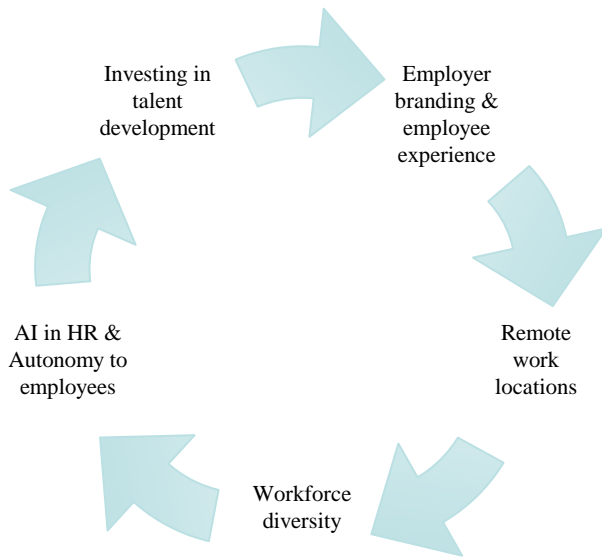 Investing in
talent
development
Employer
branding &
employee
experience
Remote
work
locations
Workforce
diversity
AI in HR &
Autonomy to
employees